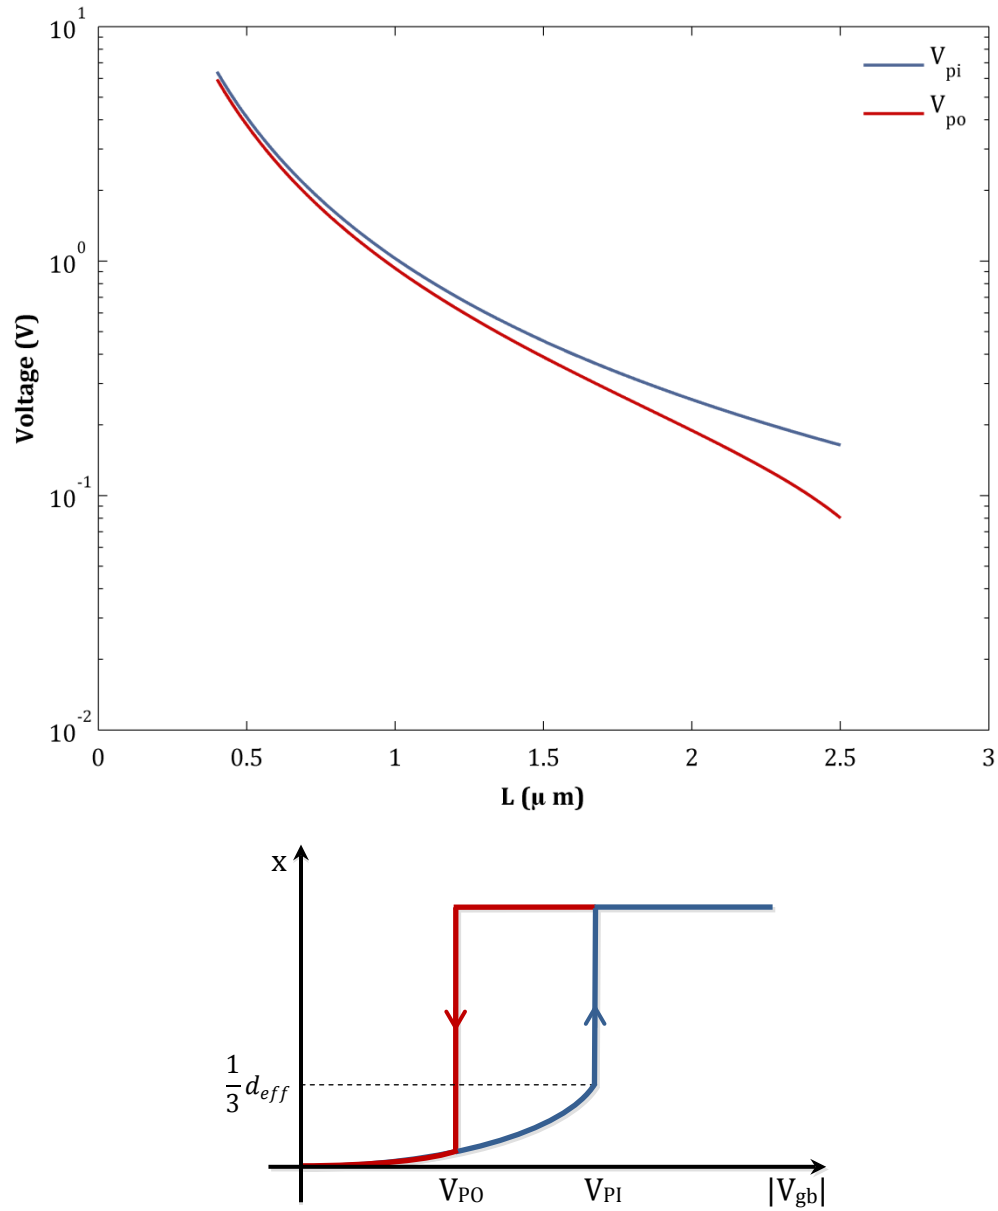 10^1
V_pi
V_po
10^0
Voltage (V)
10^-1
10^-2
0 0.5 1 1.5 2 2.5 3
L (μ m)
x
1/3 d_eff
V_PO V_PI |V_gb|